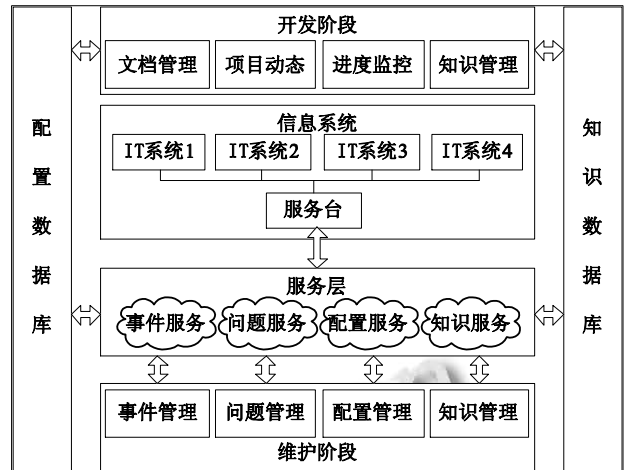 开发阶段
文档管理 项目动态 进度监控 知识管理
信息系统
IT系统1 IT系统2 IT系统3 IT系统4
服务台
服务层
事件服务 问题服务 配置服务 知识服务
事件管理 问题管理 配置管理 知识管理
维护阶段
配置数据库
知识数据库